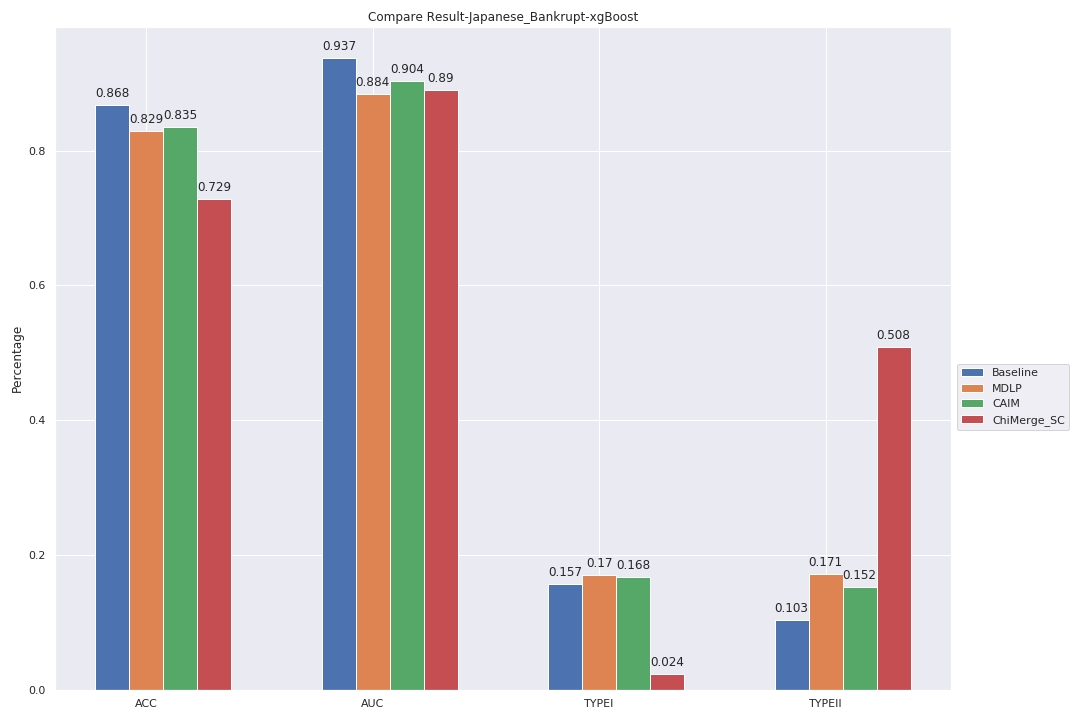 Compare Result-Japanese_Bankrupt-xgBoost
Percentage
0.8
0.6
0.4
0.2
0.0
0.868
0.829
0.835
0.729
0.937
0.884
0.904
0.89
0.157
0.17
0.168
0.024
0.103
0.171
0.152
0.508
ACC
AUC
TYPEI
TYPEII
Baseline
MDLP
CAIM
ChiMerge_SC